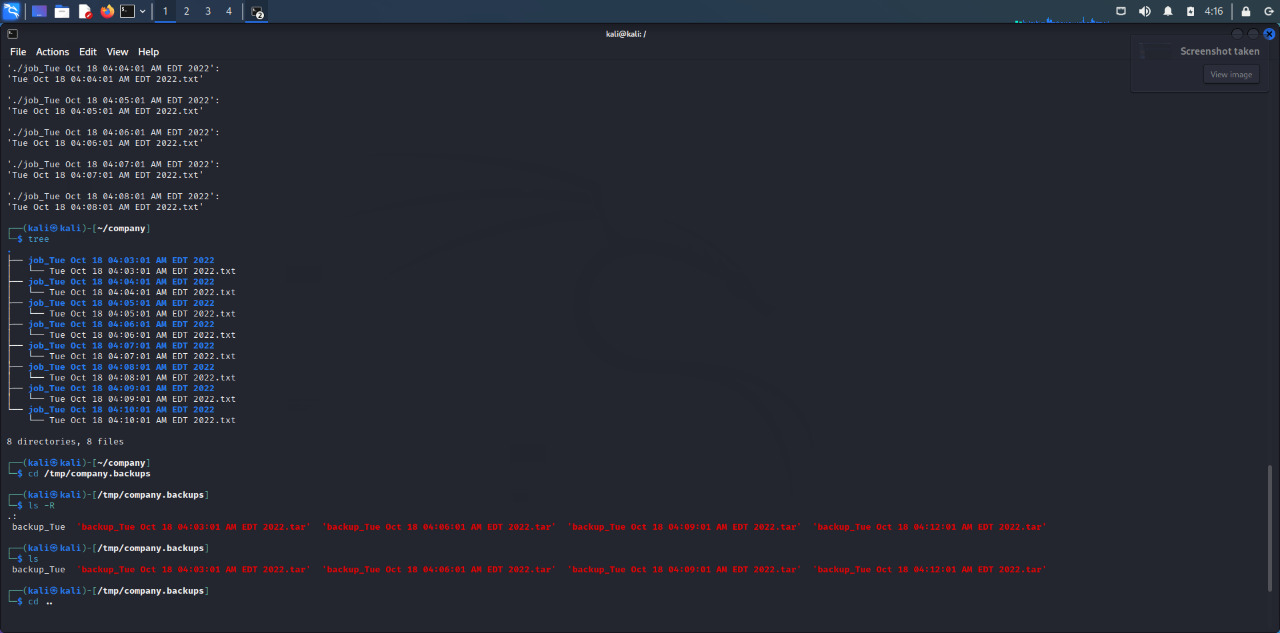 1 2 3 4 2 4:16
kali@kali: /
File Actions Edit View Help
Screenshot taken
View image
'./job_Tue Oct 18 04:04:01 AM EDT 2022':
'Tue Oct 18 04:04:01 AM EDT 2022.txt'
'./job_Tue Oct 18 04:05:01 AM EDT 2022':
'Tue Oct 18 04:05:01 AM EDT 2022.txt'
'./job_Tue Oct 18 04:06:01 AM EDT 2022':
'Tue Oct 18 04:06:01 AM EDT 2022.txt'
'./job_Tue Oct 18 04:07:01 AM EDT 2022':
'Tue Oct 18 04:07:01 AM EDT 2022.txt'
'./job_Tue Oct 18 04:08:01 AM EDT 2022':
'Tue Oct 18 04:08:01 AM EDT 2022.txt'
┌──(kali㉿kali)-[~/company]
└─$ tree
.
├── job_Tue Oct 18 04:03:01 AM EDT 2022
│   └── Tue Oct 18 04:03:01 AM EDT 2022.txt
├── job_Tue Oct 18 04:04:01 AM EDT 2022
│   └── Tue Oct 18 04:04:01 AM EDT 2022.txt
├── job_Tue Oct 18 04:05:01 AM EDT 2022
│   └── Tue Oct 18 04:05:01 AM EDT 2022.txt
├── job_Tue Oct 18 04:06:01 AM EDT 2022
│   └── Tue Oct 18 04:06:01 AM EDT 2022.txt
├── job_Tue Oct 18 04:07:01 AM EDT 2022
│   └── Tue Oct 18 04:07:01 AM EDT 2022.txt
├── job_Tue Oct 18 04:08:01 AM EDT 2022
│   └── Tue Oct 18 04:08:01 AM EDT 2022.txt
├── job_Tue Oct 18 04:09:01 AM EDT 2022
│   └── Tue Oct 18 04:09:01 AM EDT 2022.txt
└── job_Tue Oct 18 04:10:01 AM EDT 2022
    └── Tue Oct 18 04:10:01 AM EDT 2022.txt
8 directories, 8 files
┌──(kali㉿kali)-[~/company]
└─$ cd /tmp/company.backups
┌──(kali㉿kali)-[/tmp/company.backups]
└─$ ls -R
.:
backup_Tue 'backup_Tue Oct 18 04:03:01 AM EDT 2022.tar' 'backup_Tue Oct 18 04:06:01 AM EDT 2022.tar' 'backup_Tue Oct 18 04:09:01 AM EDT 2022.tar' 'backup_Tue Oct 18 04:12:01 AM EDT 2022.tar'
┌──(kali㉿kali)-[/tmp/company.backups]
└─$ ls
backup_Tue 'backup_Tue Oct 18 04:03:01 AM EDT 2022.tar' 'backup_Tue Oct 18 04:06:01 AM EDT 2022.tar' 'backup_Tue Oct 18 04:09:01 AM EDT 2022.tar' 'backup_Tue Oct 18 04:12:01 AM EDT 2022.tar'
┌──(kali㉿kali)-[/tmp/company.backups]
└─$ cd ..